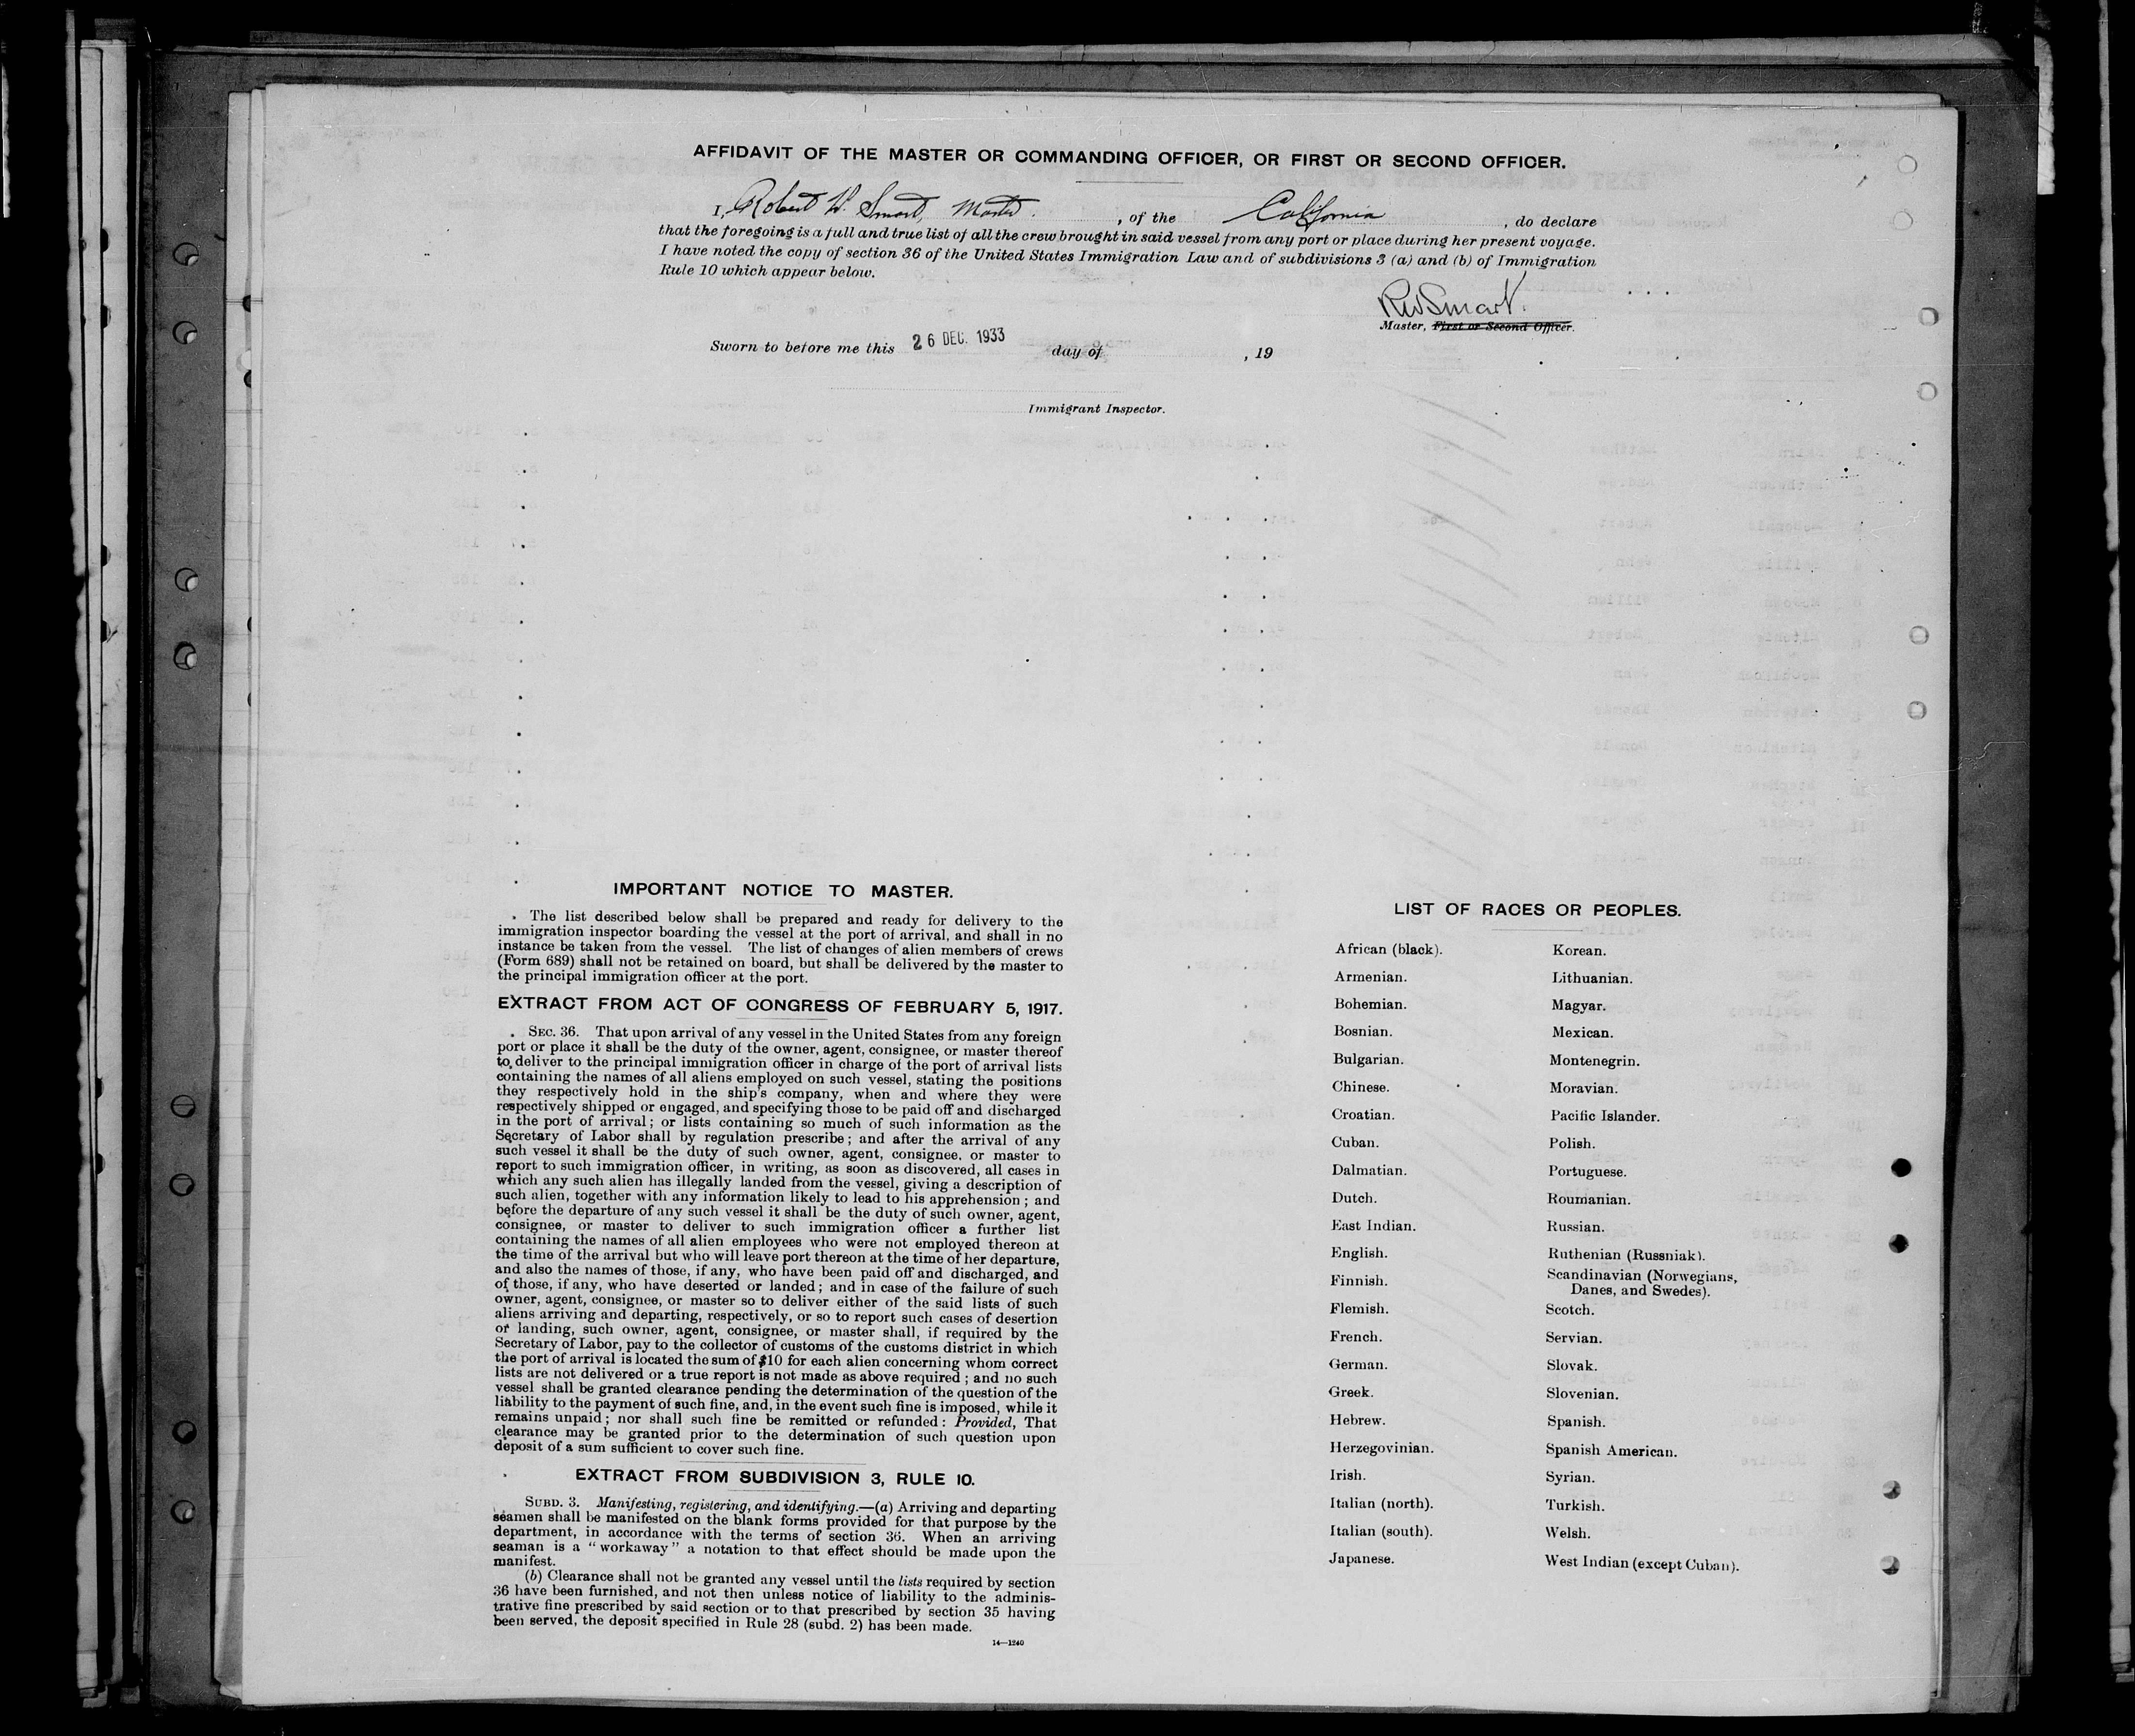 AFFIDAVIT OF THE MASTER OR COMMANDING OFFICER, OR FIRST OR SECOND OFFICER.
I, Robert W. Smart, Master. , of the California , do declare
that the foregoing is a full and true list of all the crew brought in said vessel from any port or place during her present voyage.
I have noted the copy of section 36 of the United States Immigration Law and of subdivisions 3 (a) and (b) of Immigration
Rule 10 which appear below.
RWSmart.
Master, First or Second Officer.
Sworn to before me this 26 DEC. 1933 day of , 19
Immigrant Inspector.
IMPORTANT NOTICE TO MASTER.
The list described below shall be prepared and ready for delivery to the
immigration inspector boarding the vessel at the port of arrival, and shall in no
instance be taken from the vessel. The list of changes of alien members of crews
(Form 689) shall not be retained on board, but shall be delivered by the master to
the principal immigration officer at the port.
EXTRACT FROM ACT OF CONGRESS OF FEBRUARY 5, 1917.
SEC. 36. That upon arrival of any vessel in the United States from any foreign
port or place it shall be the duty of the owner, agent, consignee, or master thereof
to deliver to the principal immigration officer in charge of the port of arrival lists
containing the names of all aliens employed on such vessel, stating the positions
they respectively hold in the ship's company, when and where they were
respectively shipped or engaged, and specifying those to be paid off and discharged
in the port of arrival; or lists containing so much of such information as the
Secretary of Labor shall by regulation prescribe; and after the arrival of any
such vessel it shall be the duty of such owner, agent, consignee, or master to
report to such immigration officer, in writing, as soon as discovered, all cases in
which any such alien has illegally landed from the vessel, giving a description of
such alien, together with any information likely to lead to his apprehension; and
before the departure of any such vessel it shall be the duty of such owner, agent,
consignee, or master to deliver to such immigration officer a further list
containing the names of all alien employees who were not employed thereon at
the time of the arrival but who will leave port thereon at the time of her departure,
and also the names of those, if any, who have been paid off and discharged, and
of those, if any, who have deserted or landed; and in case of the failure of such
owner, agent, consignee, or master so to deliver either of the said lists of such
aliens arriving and departing, respectively, or so to report such cases of desertion
or landing, such owner, agent, consignee, or master shall, if required by the
Secretary of Labor, pay to the collector of customs of the customs district in which
the port of arrival is located the sum of $10 for each alien concerning whom correct
lists are not delivered or a true report is not made as above required; and no such
vessel shall be granted clearance pending the determination of the question of the
liability to the payment of such fine, and, in the event such fine is imposed, while it
remains unpaid; nor shall such fine be remitted or refunded: Provided, That
clearance may be granted prior to the determination of such question upon
deposit of a sum sufficient to cover such fine.
EXTRACT FROM SUBDIVISION 3, RULE 10.
SUBD. 3. Manifesting, registering, and identifying.—(a) Arriving and departing
seamen shall be manifested on the blank forms provided for that purpose by the
department, in accordance with the terms of section 36. When an arriving
seaman is a "workaway" a notation to that effect should be made upon the
manifest.
(b) Clearance shall not be granted any vessel until the lists required by section
36 have been furnished, and not then unless notice of liability to the adminis-
trative fine prescribed by said section or to that prescribed by section 35 having
been served, the deposit specified in Rule 28 (subd. 2) has been made.
14—1240
LIST OF RACES OR PEOPLES.
African (black).
Armenian.
Bohemian.
Bosnian.
Bulgarian.
Chinese.
Croatian.
Cuban.
Dalmatian.
Dutch.
East Indian.
English.
Finnish.
Flemish.
French.
German.
Greek.
Hebrew.
Herzegovinian.
Irish.
Italian (north).
Italian (south).
Japanese.
Korean.
Lithuanian.
Magyar.
Mexican.
Montenegrin.
Moravian.
Pacific Islander.
Polish.
Portuguese.
Roumanian.
Russian.
Ruthenian (Russniak).
Scandinavian (Norwegians,
Danes, and Swedes).
Scotch.
Servian.
Slovak.
Slovenian.
Spanish.
Spanish American.
Syrian.
Turkish.
Welsh.
West Indian (except Cuban).